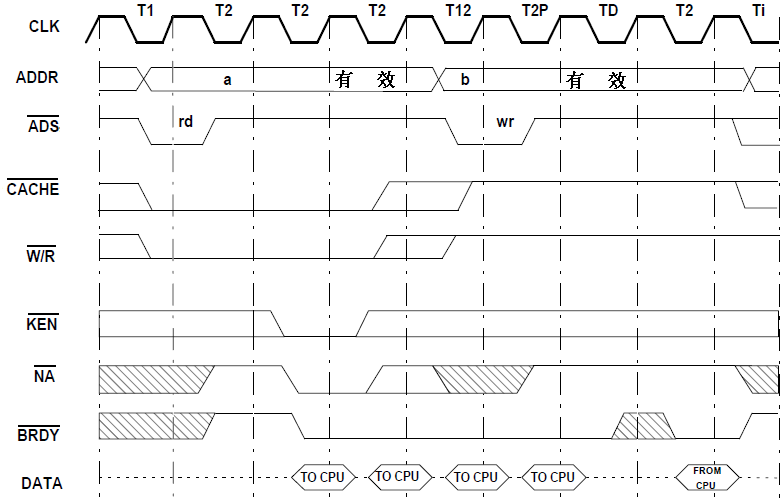 T1 T2 T2 T2 T12 T2P TD T2 Ti
CLK
ADDR a 有 效 b 有 效
ADS rd wr
CACHE
W/R
KEN
NA
BRDY
DATA TO CPU TO CPU TO CPU TO CPU FROM
CPU